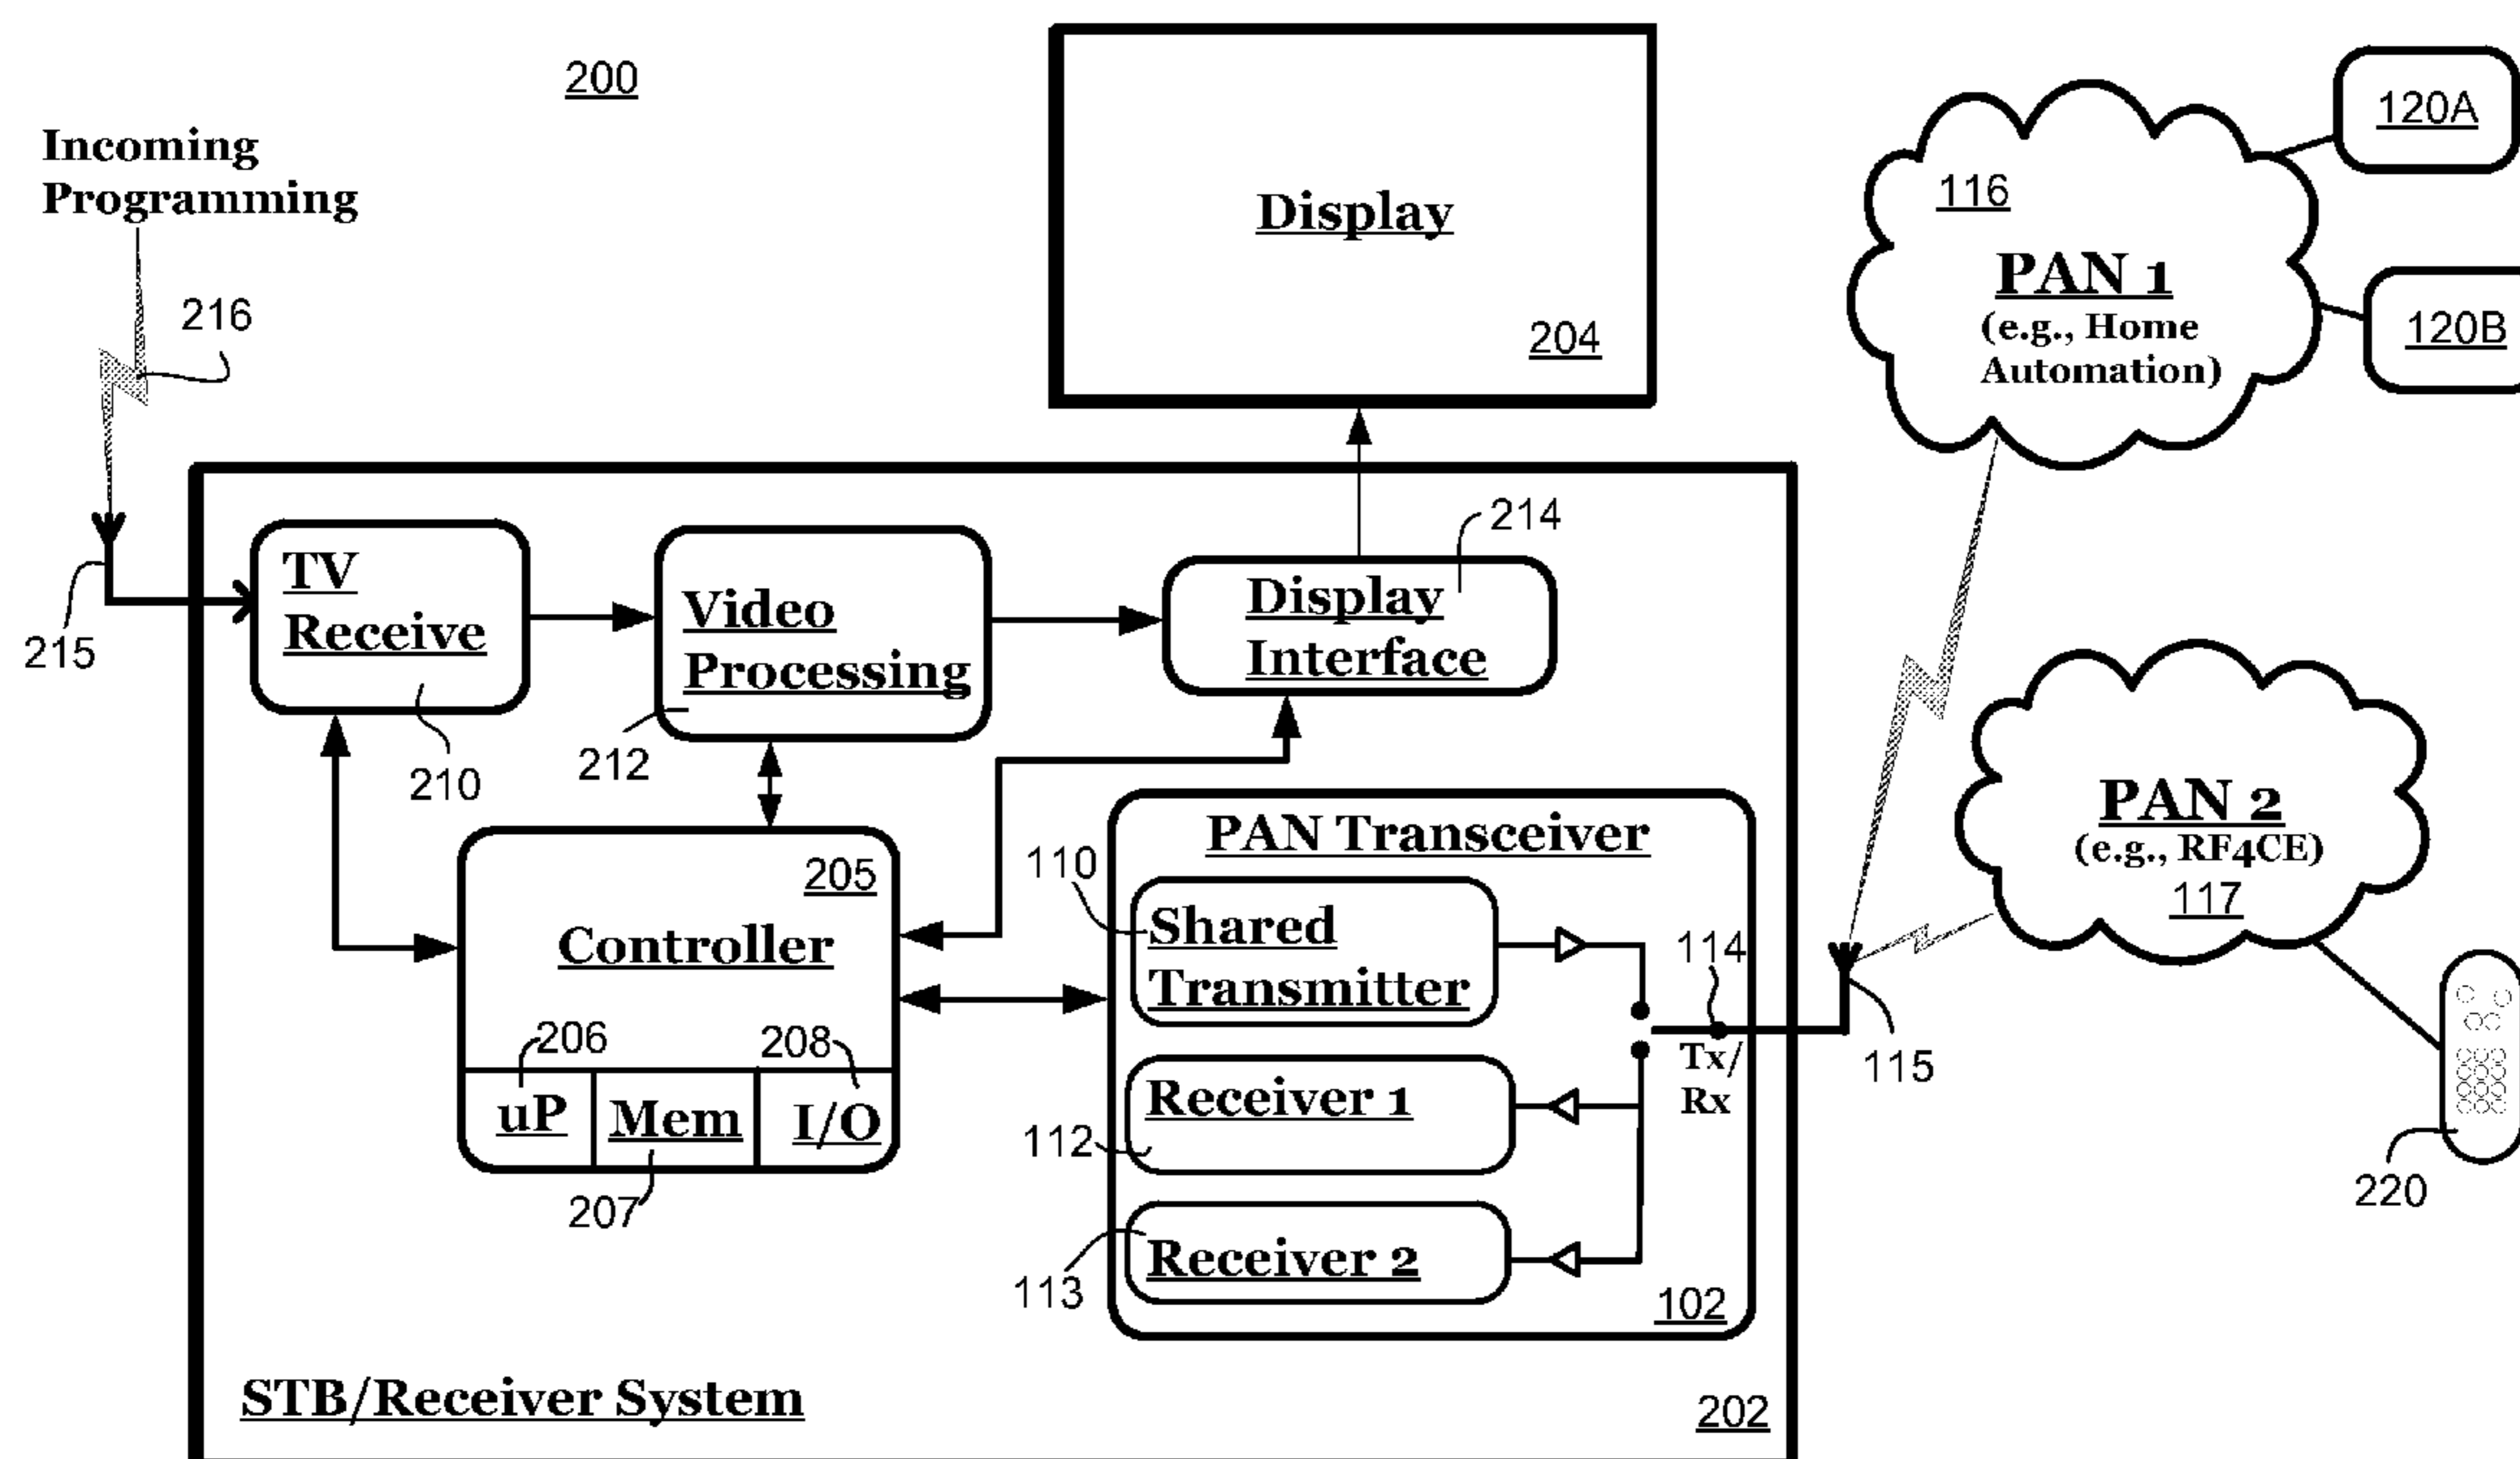 200
Incoming
Programming
216
215
Display
204
116
PAN 1
(e.g., Home
Automation)
120A
120B
TV
Receive
210
Video
Processing
212
214
Display
Interface
205
Controller
206
208
uP
Mem
I/O
207
PAN Transceiver
110
Shared
Transmitter
114
Tx/
Rx
115
Receiver 1
112
Receiver 2
113
102
PAN 2
(e.g., RF4CE)
117
220
STB/Receiver System
202